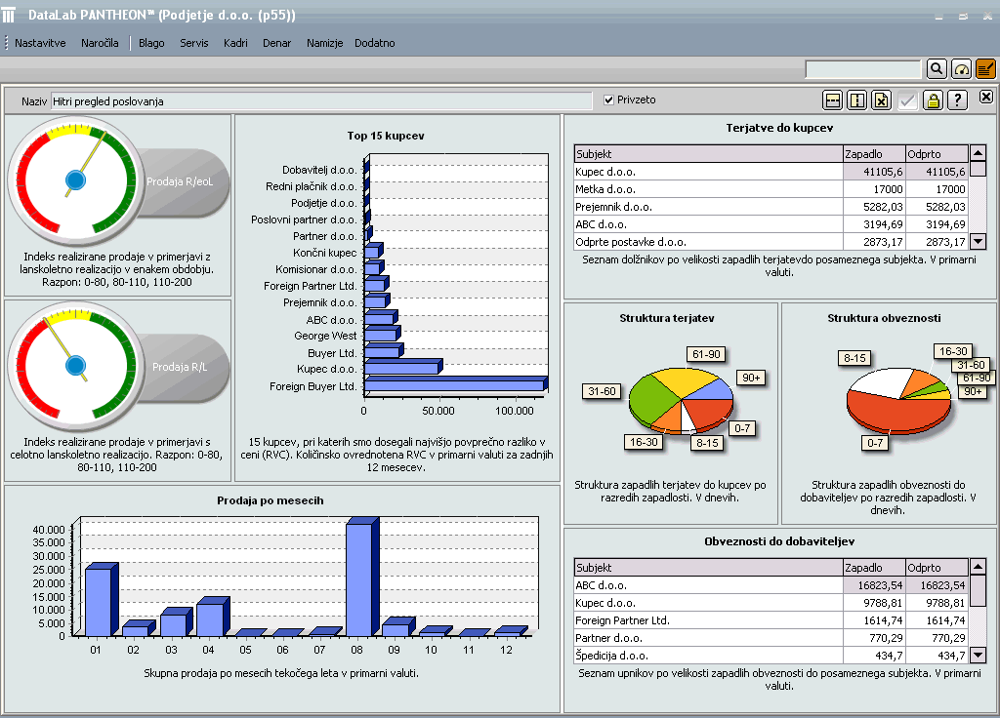 DataLab PANTHEON™ (Podjetje d.o.o. (p55))
Nastavitve Naročila Blago Servis Kadri Denar Namizje Dodatno
Naziv Hitri pregled poslovanja Privzeto
Prodaja R/eoL
Indeks realizirane prodaje v primerjavi z
lanskoletno realizacijo v enakem obdobju.
Razpon: 0-80, 80-110, 110-200
Prodaja R/L
Indeks realizirane prodaje v primerjavi s
celotno lanskoletno realizacijo. Razpon: 0-80,
80-110, 110-200
Top 15 kupcev
Dobavitelj d.o.o.
Redni plačnik d.o.o.
Podjetje d.o.o.
Poslovni partner d.o.o.
Partner d.o.o.
Končni kupec
Komisionar d.o.o.
Foreign Partner Ltd.
Prejemnik d.o.o.
ABC d.o.o.
George West
Buyer Ltd.
Kupec d.o.o.
Foreign Buyer Ltd.
0 50.000 100.000
15 kupcev, pri katerih smo dosegali najvišjo povprečno razliko v
ceni (RVC). Količinsko ovrednotena RVC v primarni valuti za zadnjih
12 mesecev.
Terjatve do kupcev
Subjekt Zapadlo Odprto
Kupec d.o.o. 41105,6 41105,6
Metka d.o.o. 17000 17000
Prejemnik d.o.o. 5282,03 5282,03
ABC d.o.o. 3194,69 3194,69
Odprte postavke d.o.o. 2873,17 2873,17
Seznam dolžnikov po velikosti zapadlih terjatevdo posameznega subjekta. V primarni
valuti.
Struktura terjatev
61-90
90+
31-60
0-7
16-30
8-15
Struktura zapadlih terjatev do kupcev po
razredih zapadlosti. V dnevih.
Struktura obveznosti
16-30
8-15
31-60
61-90
90+
0-7
Struktura zapadlih obveznosti do
dobaviteljev po razredih zapadlosti. V
dnevih.
Prodaja po mesecih
40.000
35.000
30.000
25.000
20.000
15.000
10.000
5.000
0
01 02 03 04 05 06 07 08 09 10 11 12
Skupna prodaja po mesecih tekočega leta v primarni valuti.
Obveznosti do dobaviteljev
Subjekt Zapadlo Odprto
ABC d.o.o. 16823,54 16823,54
Kupec d.o.o. 9788,81 9788,81
Foreign Partner Ltd. 1614,74 1614,74
Partner d.o.o. 770,29 770,29
Špedicija d.o.o. 434,7 434,7
Seznam upnikov po velikosti zapadlih obveznosti do posameznega subjekta. V primarni
valuti.